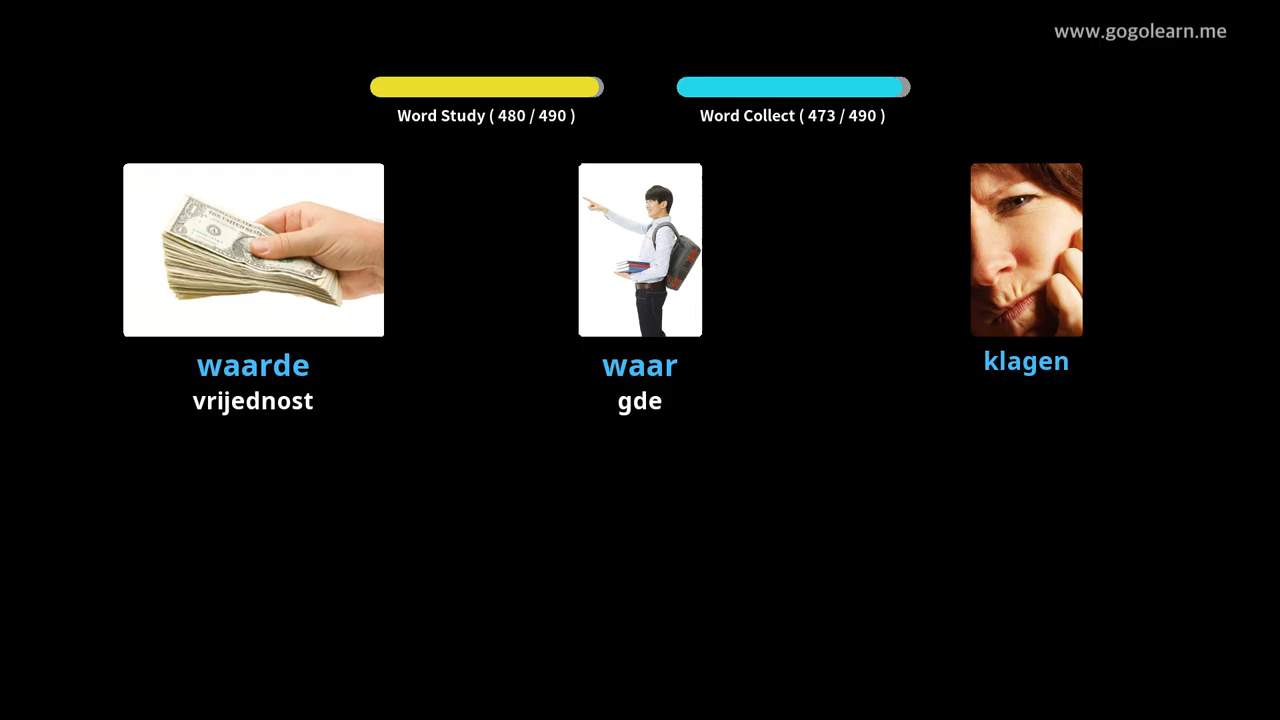 www.gogolearn.me
Word Study ( 480 / 490 )
Word Collect ( 473 / 490 )
waarde
vrijednost
waar
gde
klagen